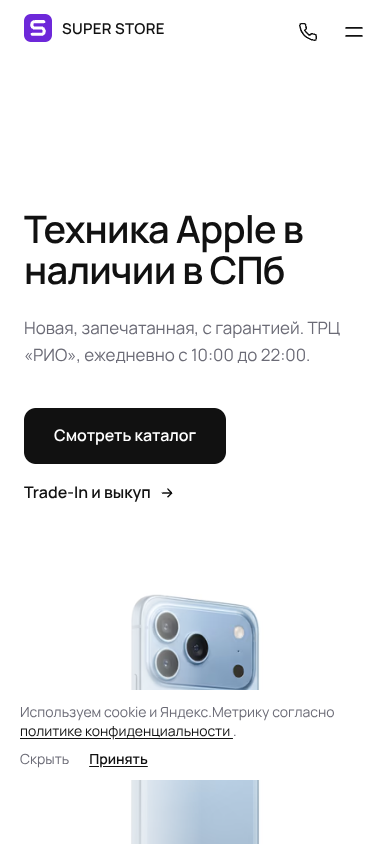 SUPER STORE
Техника Apple в
наличии в СПб
Новая, запечатанная, с гарантией. ТРЦ
«РИО», ежедневно с 10:00 до 22:00.
Смотреть каталог
Trade-In и выкуп →
Используем cookie и Яндекс.Метрику согласно
политике конфиденциальности .
Скрыть Принять